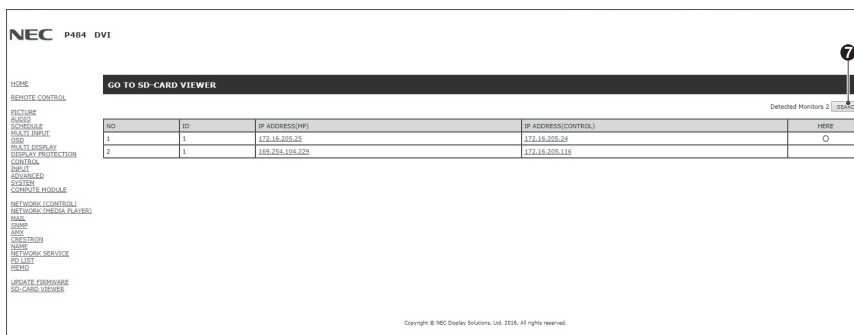 NEC P484 DVI
7
HOME
REMOTE CONTROL
PICTURE
AUDIO
SCHEDULE
MULTI INPUT
OSD
MULTI DISPLAY
DISPLAY PROTECTION
CONTROL
INPUT
ADVANCED
SYSTEM
COMPUTE MODULE
NETWORK (CONTROL)
NETWORK (MEDIA PLAYER)
MAIL
SNMP
AMX
CRESTRON
NAME
NETWORK SERVICE
PD LIST
MEMO
UPDATE FIRMWARE
SD-CARD VIEWER
GO TO SD-CARD VIEWER
Detected Monitors 2 SEARC
NO ID IP ADDRESS(MP) IP ADDRESS(CONTROL) HERE
1 1 172.16.205.25 172.16.205.24 O
2 1 169.254.104.229 172.16.205.116
Copyright © NEC Display Solutions, Ltd. 2016. All rights reserved.